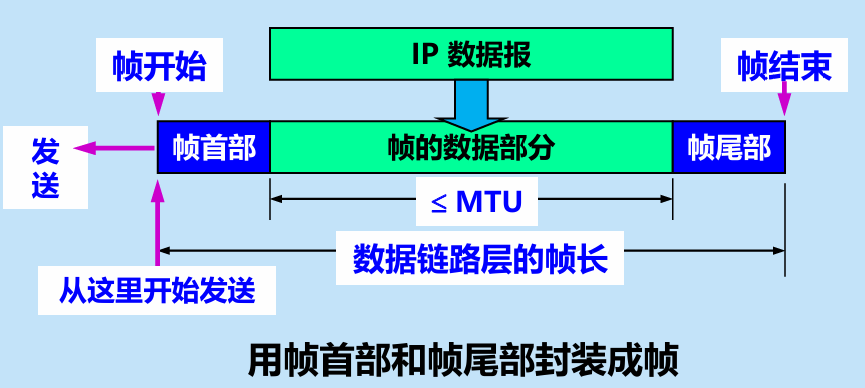 IP 数据报
帧开始
帧结束
发
送
帧首部
帧的数据部分
帧尾部
≤ MTU
数据链路层的帧长
从这里开始发送
用帧首部和帧尾部封装成帧